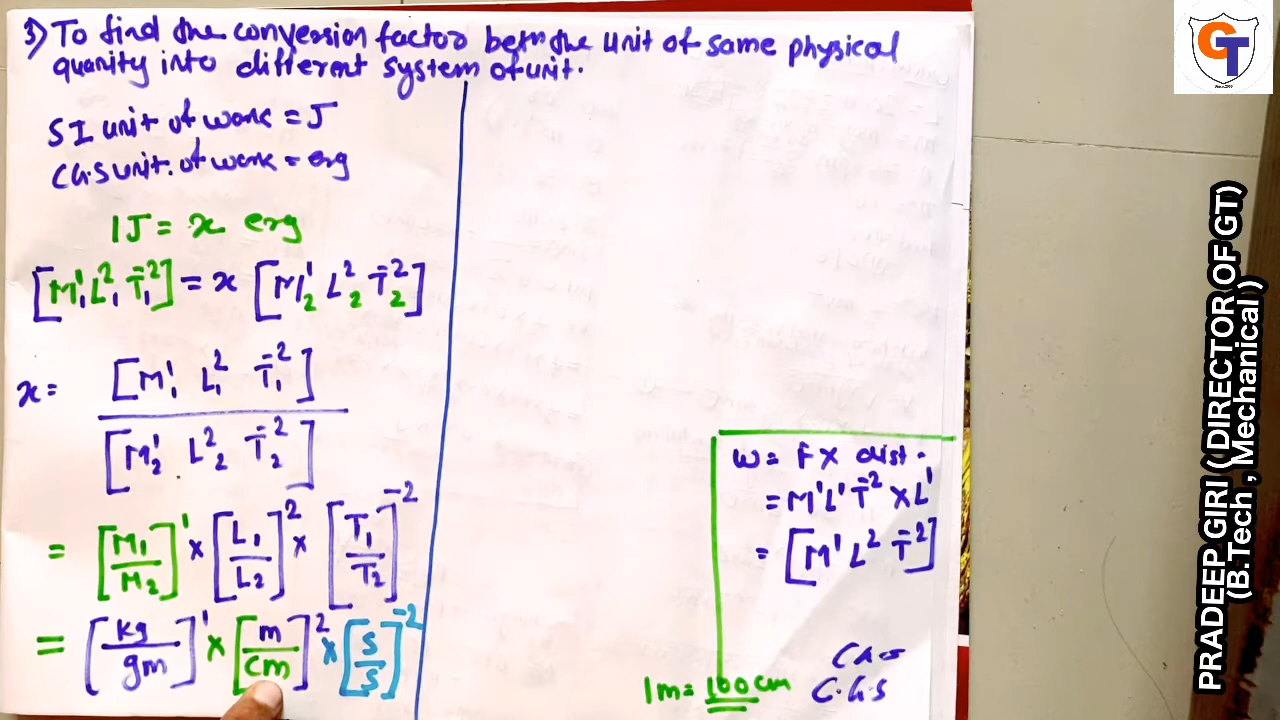 3) To find the conversion factor betn the unit of same physical
quanity into different system of unit.
SI unit of work = J
C.G.S unit. of work = erg
1J = x erg
[M₁¹ L₁² T₁⁻²] = x [M₂¹ L₂² T₂⁻²]
x = [M₁¹ L₁² T₁⁻²]
[M₂¹ L₂² T₂⁻²]
= [M₁/M₂]¹ × [L₁/L₂]² × [T₁/T₂]⁻²
= [kg/gm]¹ × [m/cm]² × [s/s]⁻²
W = F × dist.
= M¹L¹T⁻² × L¹
= [M¹ L² T⁻²]
1m = 100cm
C.G.S
GT
PRADEEP GIRI ( DIRECTOR OF GT)
(B.Tech , Mechanical )